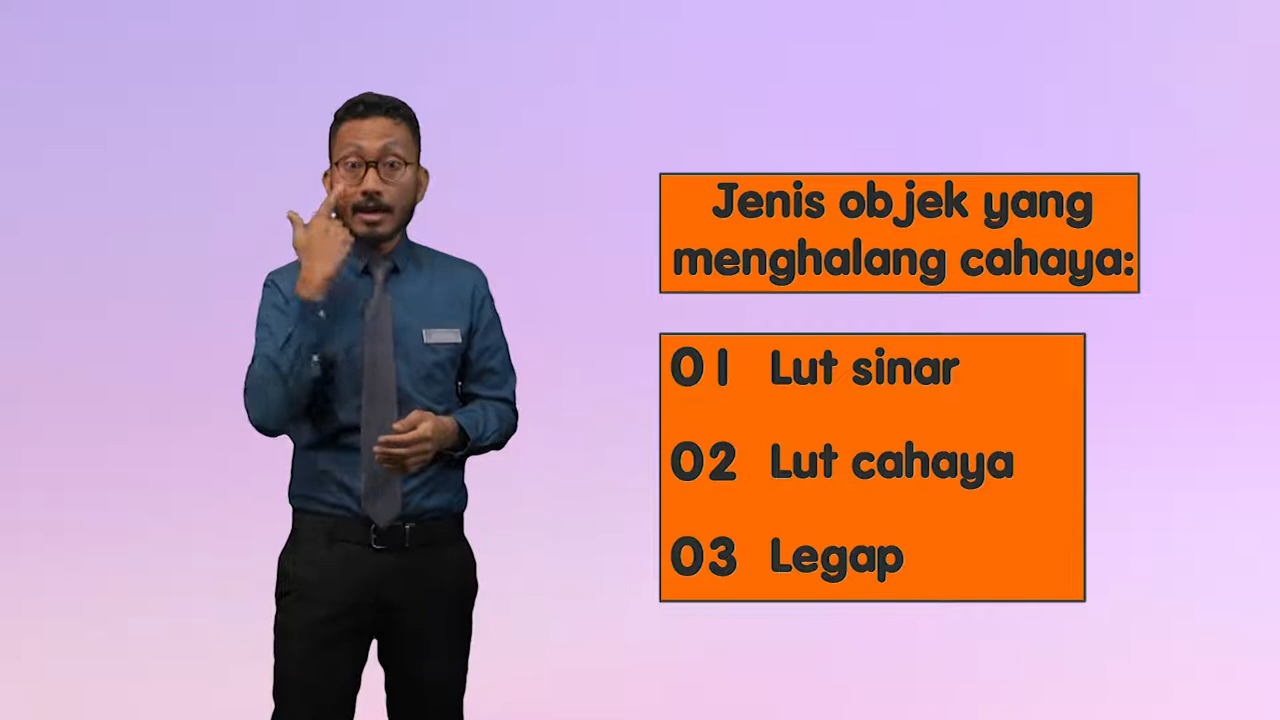 Jenis objek yang
menghalang cahaya:
01 Lut sinar
02 Lut cahaya
03 Legap